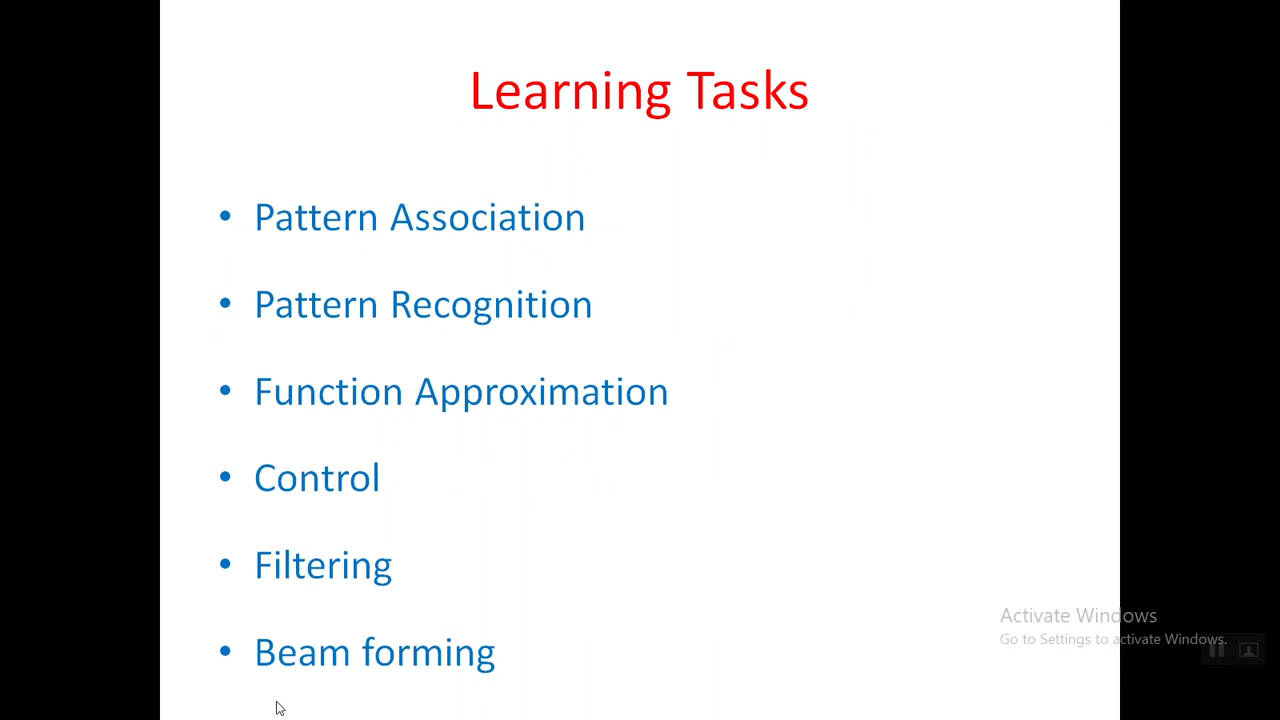 Learning Tasks
• Pattern Association
• Pattern Recognition
• Function Approximation
• Control
• Filtering
• Beam forming
Activate Windows
Go to Settings to activate Windows.